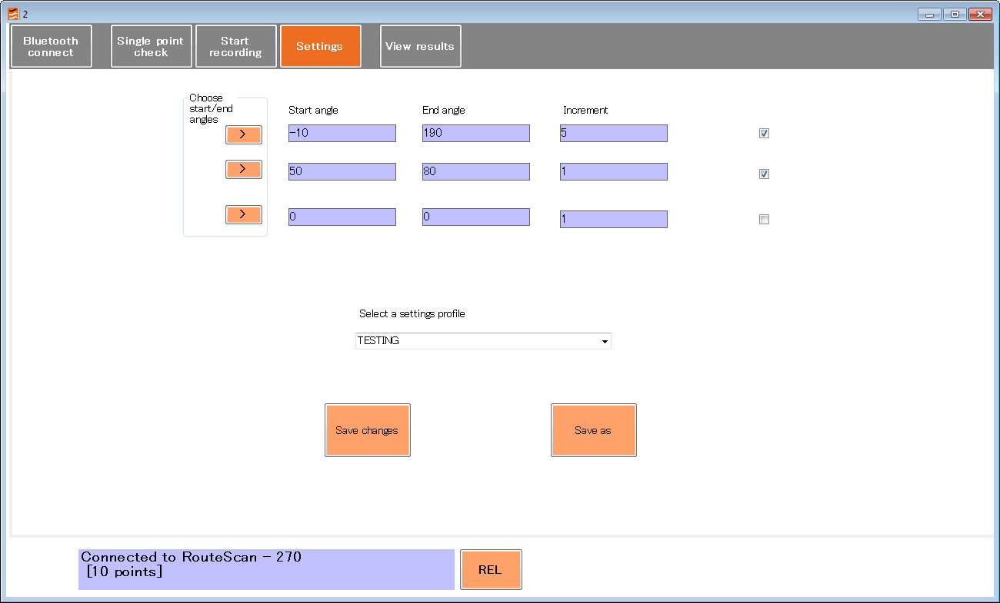 2
Bluetooth
connect
Single point
check
Start
recording
Settings
View results
Choose
start/end
angles
Start angle
End angle
Increment
>
-10
190
5
>
50
80
1
>
0
0
1
Select a settings profile
TESTING
Save changes
Save as
Connected to RouteScan - 270
[10 points]
REL